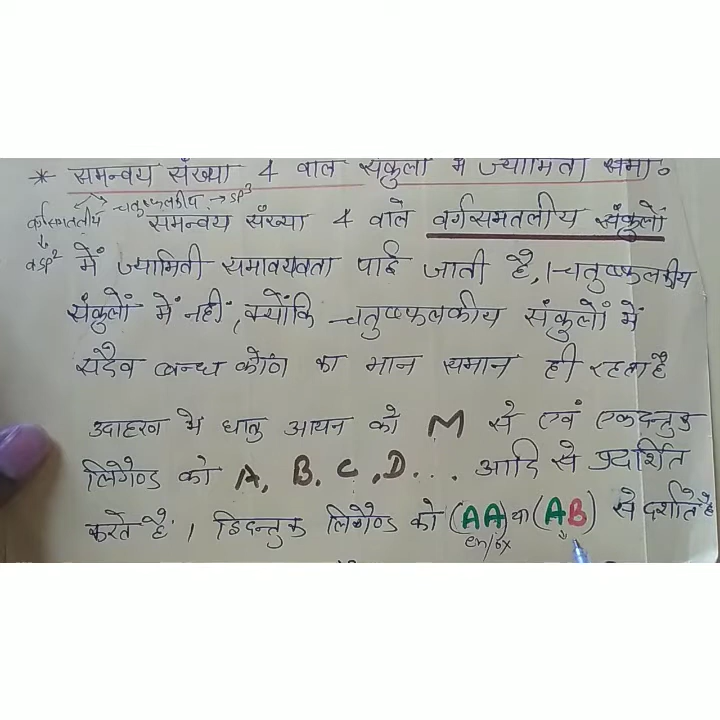 * समन्वय संख्या 4 वाले संकुलों में ज्यामिती समा०
चतुष्फलकीय → sp³
वर्गसमतलीय समन्वय संख्या 4 वाले वर्गसमतलीय संकुलों
↓
dsp² में ज्यामिती समावयवता पाई जाती है, चतुष्फलकीय
संकुलों में नहीं, क्योंकि चतुष्फलकीय संकुलों में
सदैव बन्ध कोण का मान समान ही रहता है
उदाहरण में धातु आयन को M से एवं एकदन्तुक
लिगेण्ड को A, B, C, D... आदि से प्रदर्शित
करते है। द्विदन्तुक लिगेण्ड को (AA) या (AB) से दर्शाते है
en/ox